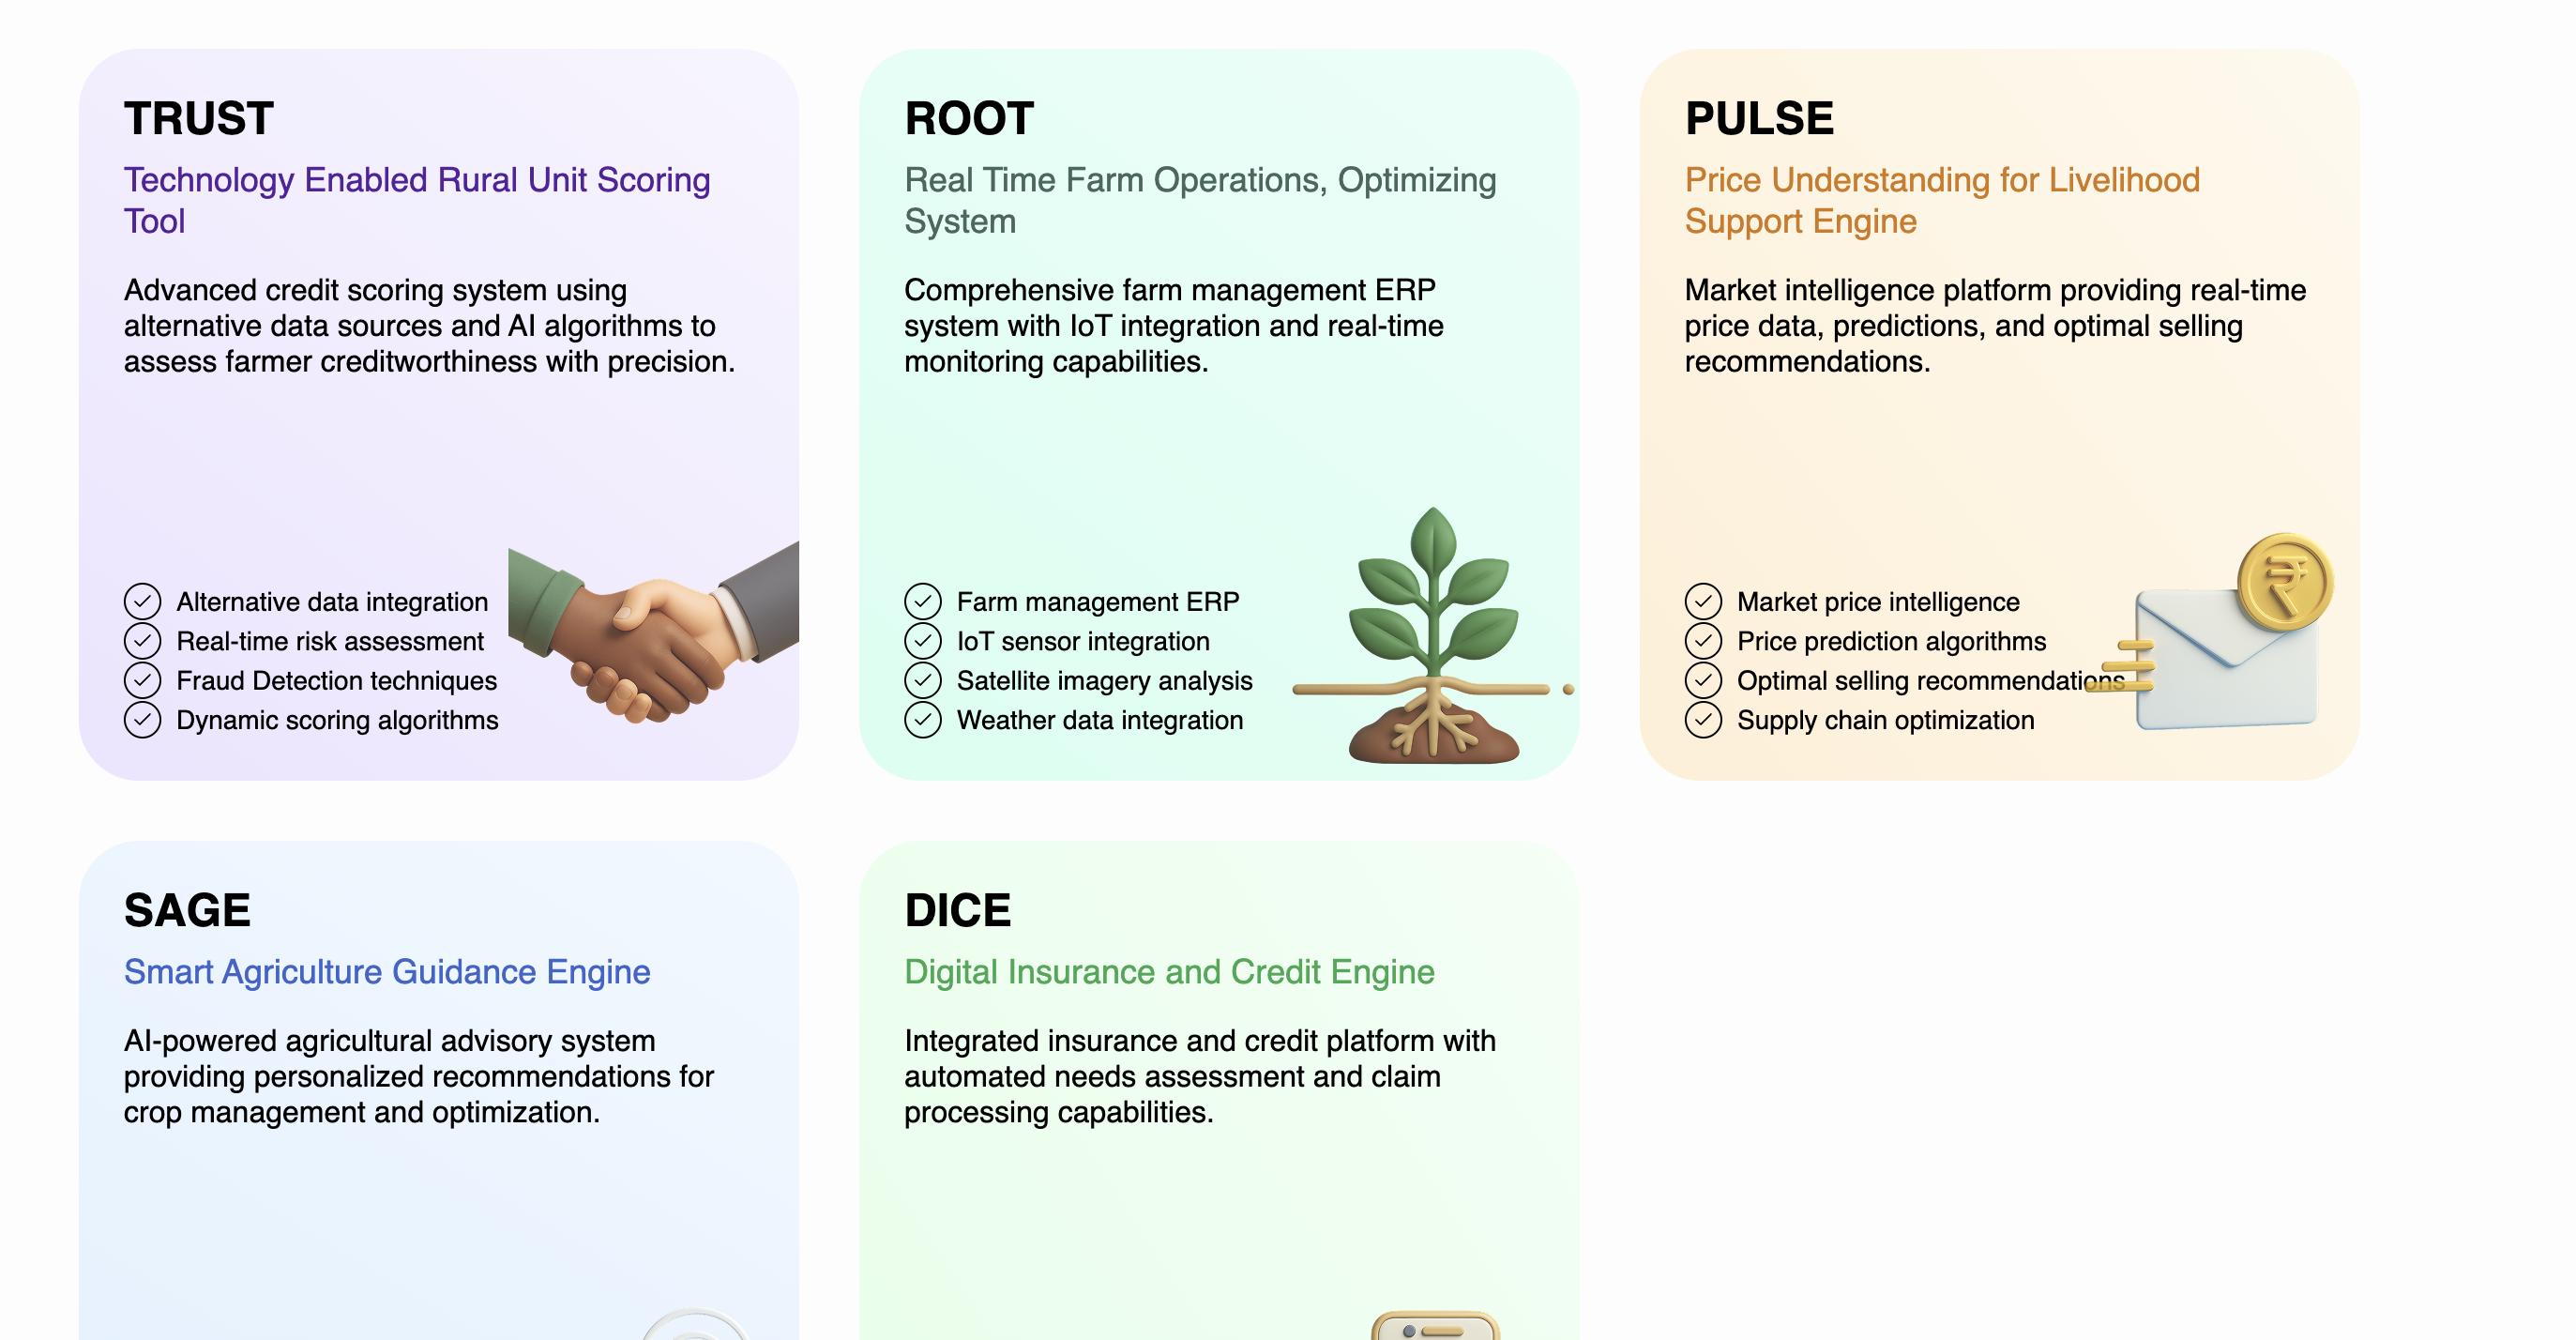 TRUST
Technology Enabled Rural Unit Scoring
Tool
Advanced credit scoring system using
alternative data sources and AI algorithms to
assess farmer creditworthiness with precision.
Alternative data integration
Real-time risk assessment
Fraud Detection techniques
Dynamic scoring algorithms
ROOT
Real Time Farm Operations, Optimizing
System
Comprehensive farm management ERP
system with IoT integration and real-time
monitoring capabilities.
Farm management ERP
IoT sensor integration
Satellite imagery analysis
Weather data integration
PULSE
Price Understanding for Livelihood
Support Engine
Market intelligence platform providing real-time
price data, predictions, and optimal selling
recommendations.
Market price intelligence
Price prediction algorithms
Optimal selling recommendations
Supply chain optimization
₹
SAGE
Smart Agriculture Guidance Engine
AI-powered agricultural advisory system
providing personalized recommendations for
crop management and optimization.
DICE
Digital Insurance and Credit Engine
Integrated insurance and credit platform with
automated needs assessment and claim
processing capabilities.